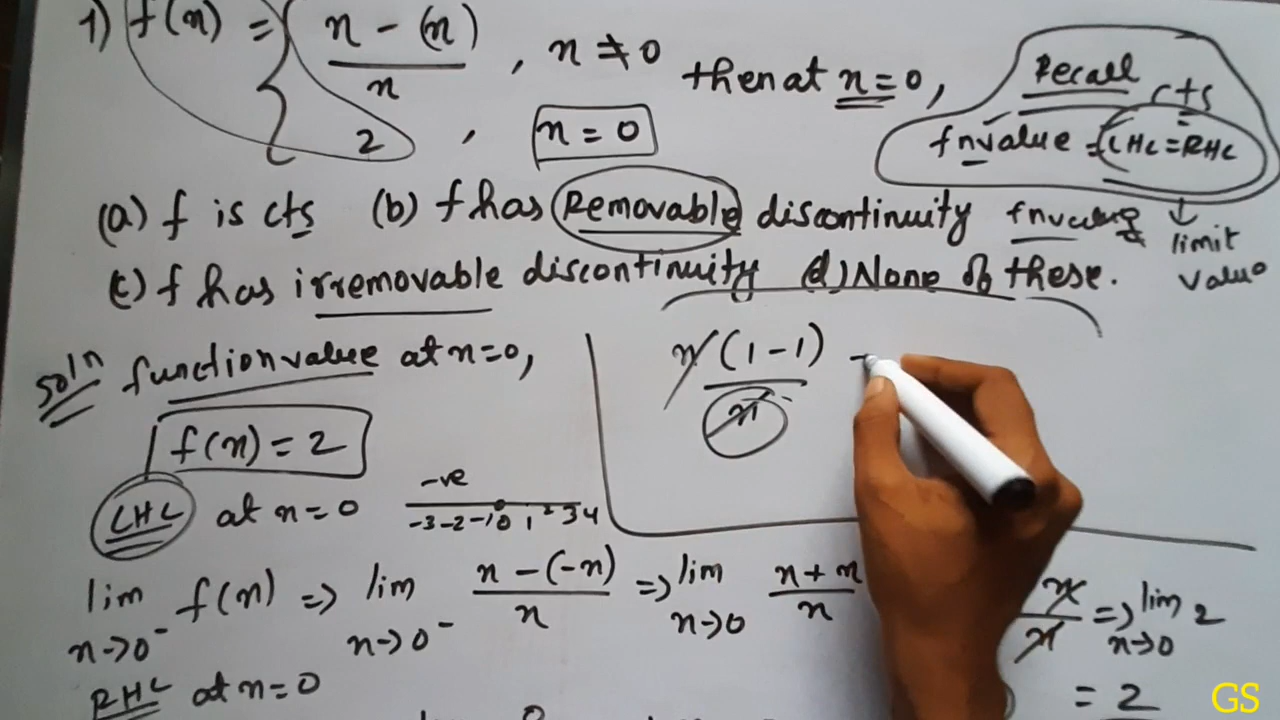 1) f(n) = { n - (n) / n , n ≠ 0 then at n = 0,
2 , n = 0
Recall cts
fnvalue = LHL = RHL
(a) f is cts (b) f has Removable discontinuity
limit value
(c) f has irremovable discontinuity (d) None of these.
Soln function value at n=0,
f(n) = 2
n(1-1) / n
LHL at n=0
-ve
-3 -2 -1 0 1 2 3 4
lim n→0⁻ f(n) => lim n→0⁻ n-(-n) / n => lim n→0 n+n / n
n / n => lim n→0 2
RHL at n=0
= 2
GS